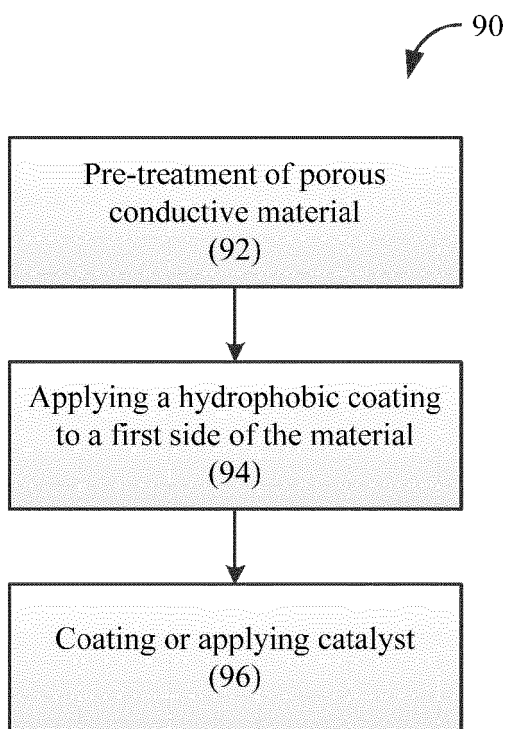 90
Pre-treatment of porous
conductive material
(92)
Applying a hydrophobic coating
to a first side of the material
(94)
Coating or applying catalyst
(96)